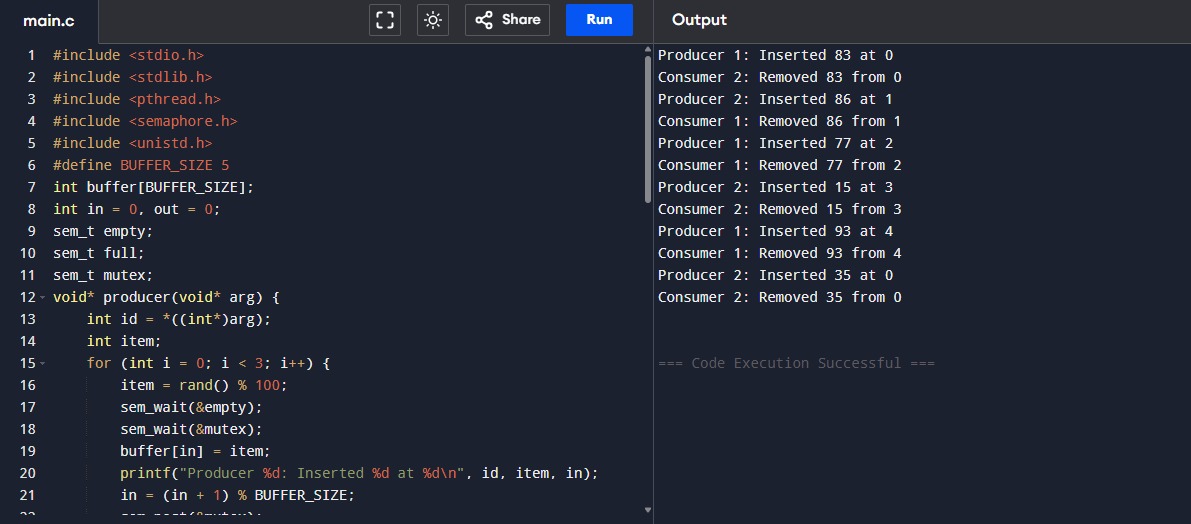 main.c
Share
Run
Output
1 #include <stdio.h>
2 #include <stdlib.h>
3 #include <pthread.h>
4 #include <semaphore.h>
5 #include <unistd.h>
6 #define BUFFER_SIZE 5
7 int buffer[BUFFER_SIZE];
8 int in = 0, out = 0;
9 sem_t empty;
10 sem_t full;
11 sem_t mutex;
12 void* producer(void* arg) {
13     int id = *((int*)arg);
14     int item;
15     for (int i = 0; i < 3; i++) {
16         item = rand() % 100;
17         sem_wait(&empty);
18         sem_wait(&mutex);
19         buffer[in] = item;
20         printf("Producer %d: Inserted %d at %d\n", id, item, in);
21         in = (in + 1) % BUFFER_SIZE;
Producer 1: Inserted 83 at 0
Consumer 2: Removed 83 from 0
Producer 2: Inserted 86 at 1
Consumer 1: Removed 86 from 1
Producer 1: Inserted 77 at 2
Consumer 1: Removed 77 from 2
Producer 2: Inserted 15 at 3
Consumer 2: Removed 15 from 3
Producer 1: Inserted 93 at 4
Consumer 1: Removed 93 from 4
Producer 2: Inserted 35 at 0
Consumer 2: Removed 35 from 0
=== Code Execution Successful ===